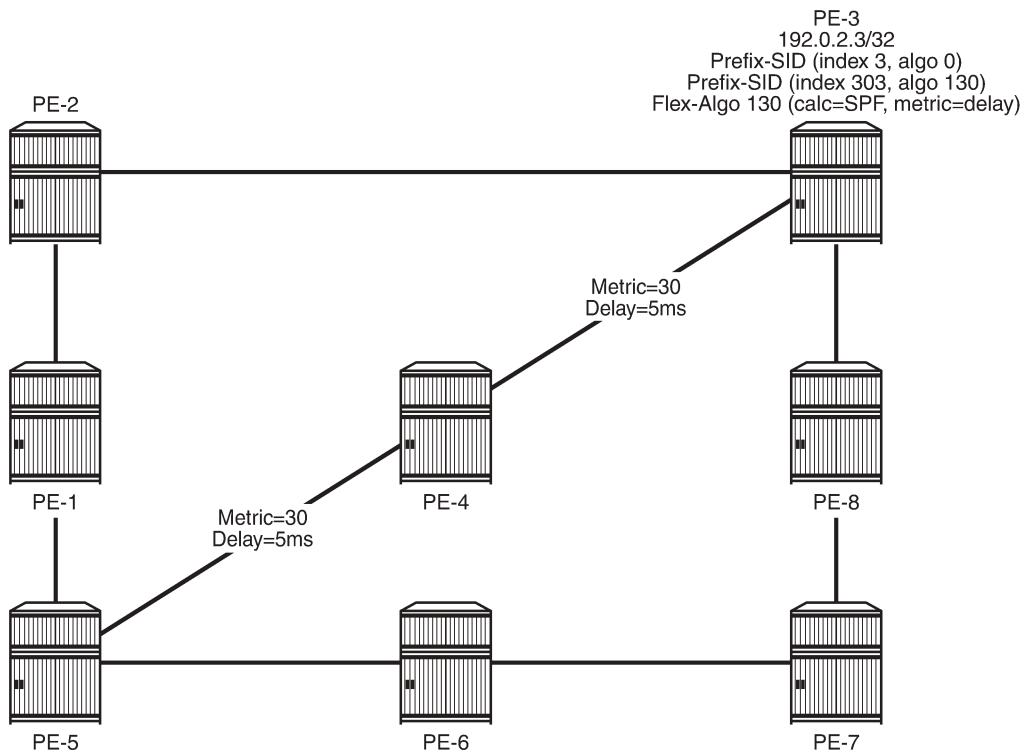 PE-3
192.0.2.3/32
Prefix-SID (index 3, algo 0)
Prefix-SID (index 303, algo 130)
Flex-Algo 130 (calc=SPF, metric=delay)
PE-2
Metric=30
Delay=5ms
PE-1
PE-4
PE-8
Metric=30
Delay=5ms
PE-5
PE-6
PE-7